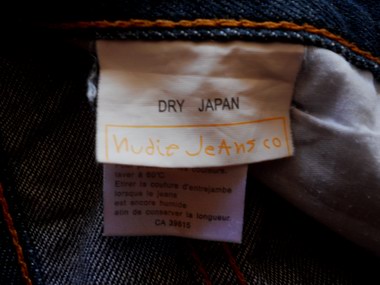 DRY JAPAN
nudie jeans co
laver à 60°C
Etirer la couture d'entrejambe
lorsque le jeans
est encore humide
afin de conserver la longueur.
CA 39515